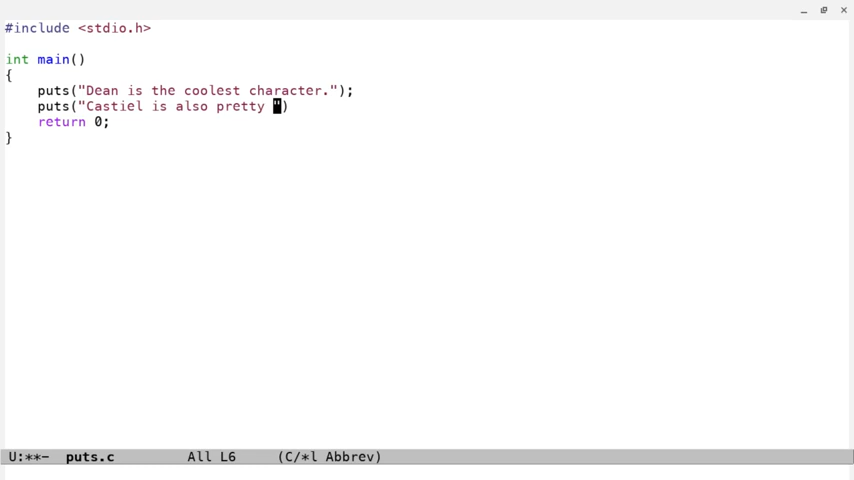 #include <stdio.h>
int main()
{
    puts("Dean is the coolest character.");
    puts("Castiel is also pretty ")
    return 0;
}
U:**-  puts.c         All L6     (C/*l Abbrev)